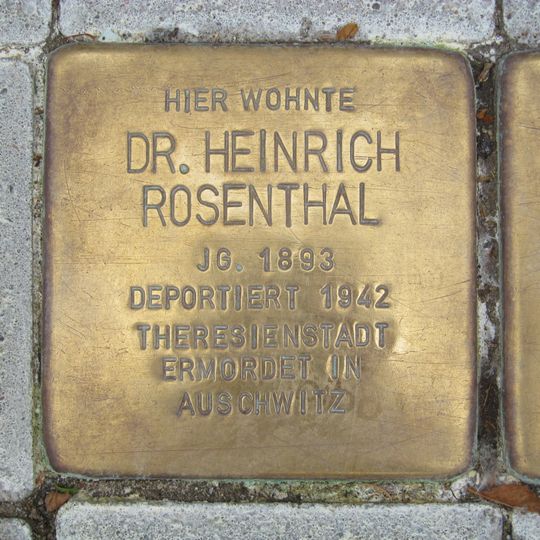 HIER WOHNTE
DR. HEINRICH
ROSENTHAL
JG. 1893
DEPORTIERT 1942
THERESIENSTADT
ERMORDET IN
AUSCHWITZ